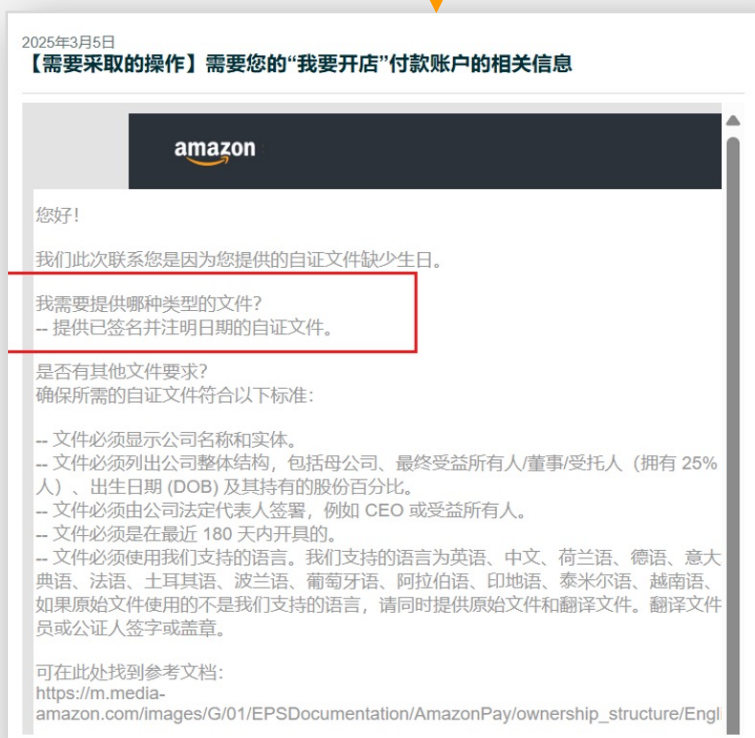 2025年3月5日
【需要采取的操作】需要您的“我要开店”付款账户的相关信息
amazon
您好！
我们此次联系您是因为您提供的自证文件缺少生日。
我需要提供哪种类型的文件？
-- 提供已签名并注明日期的自证文件。
是否有其他文件要求？
确保所需的自证文件符合以下标准：
-- 文件必须显示公司名称和实体。
-- 文件必须列出公司整体结构，包括母公司、最终受益所有人/董事/受托人（拥有 25%
人）、出生日期 (DOB) 及其持有的股份百分比。
-- 文件必须由公司法定代表人签署，例如 CEO 或受益所有人。
-- 文件必须是在最近 180 天内开具的。
-- 文件必须使用我们支持的语言。我们支持的语言为英语、中文、荷兰语、德语、意大
典语、法语、土耳其语、波兰语、葡萄牙语、阿拉伯语、印地语、泰米尔语、越南语、
如果原始文件使用的不是我们支持的语言，请同时提供原始文件和翻译文件。翻译文件
员或公证人签字或盖章。
可在此处找到参考文档：
https://m.media-
amazon.com/images/G/01/EPSDocumentation/AmazonPay/ownership_structure/Engl